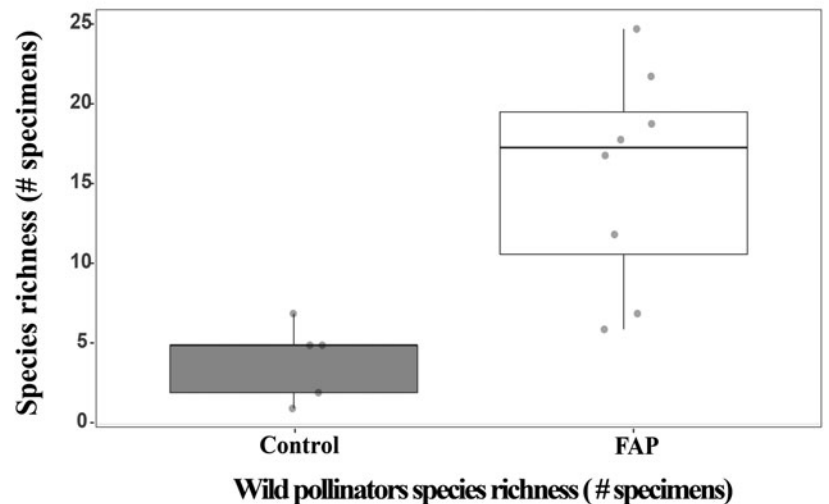 Species richness (# specimens)
25
20
15
10
5
0
Control
FAP
Wild pollinators species richness ( # specimens)